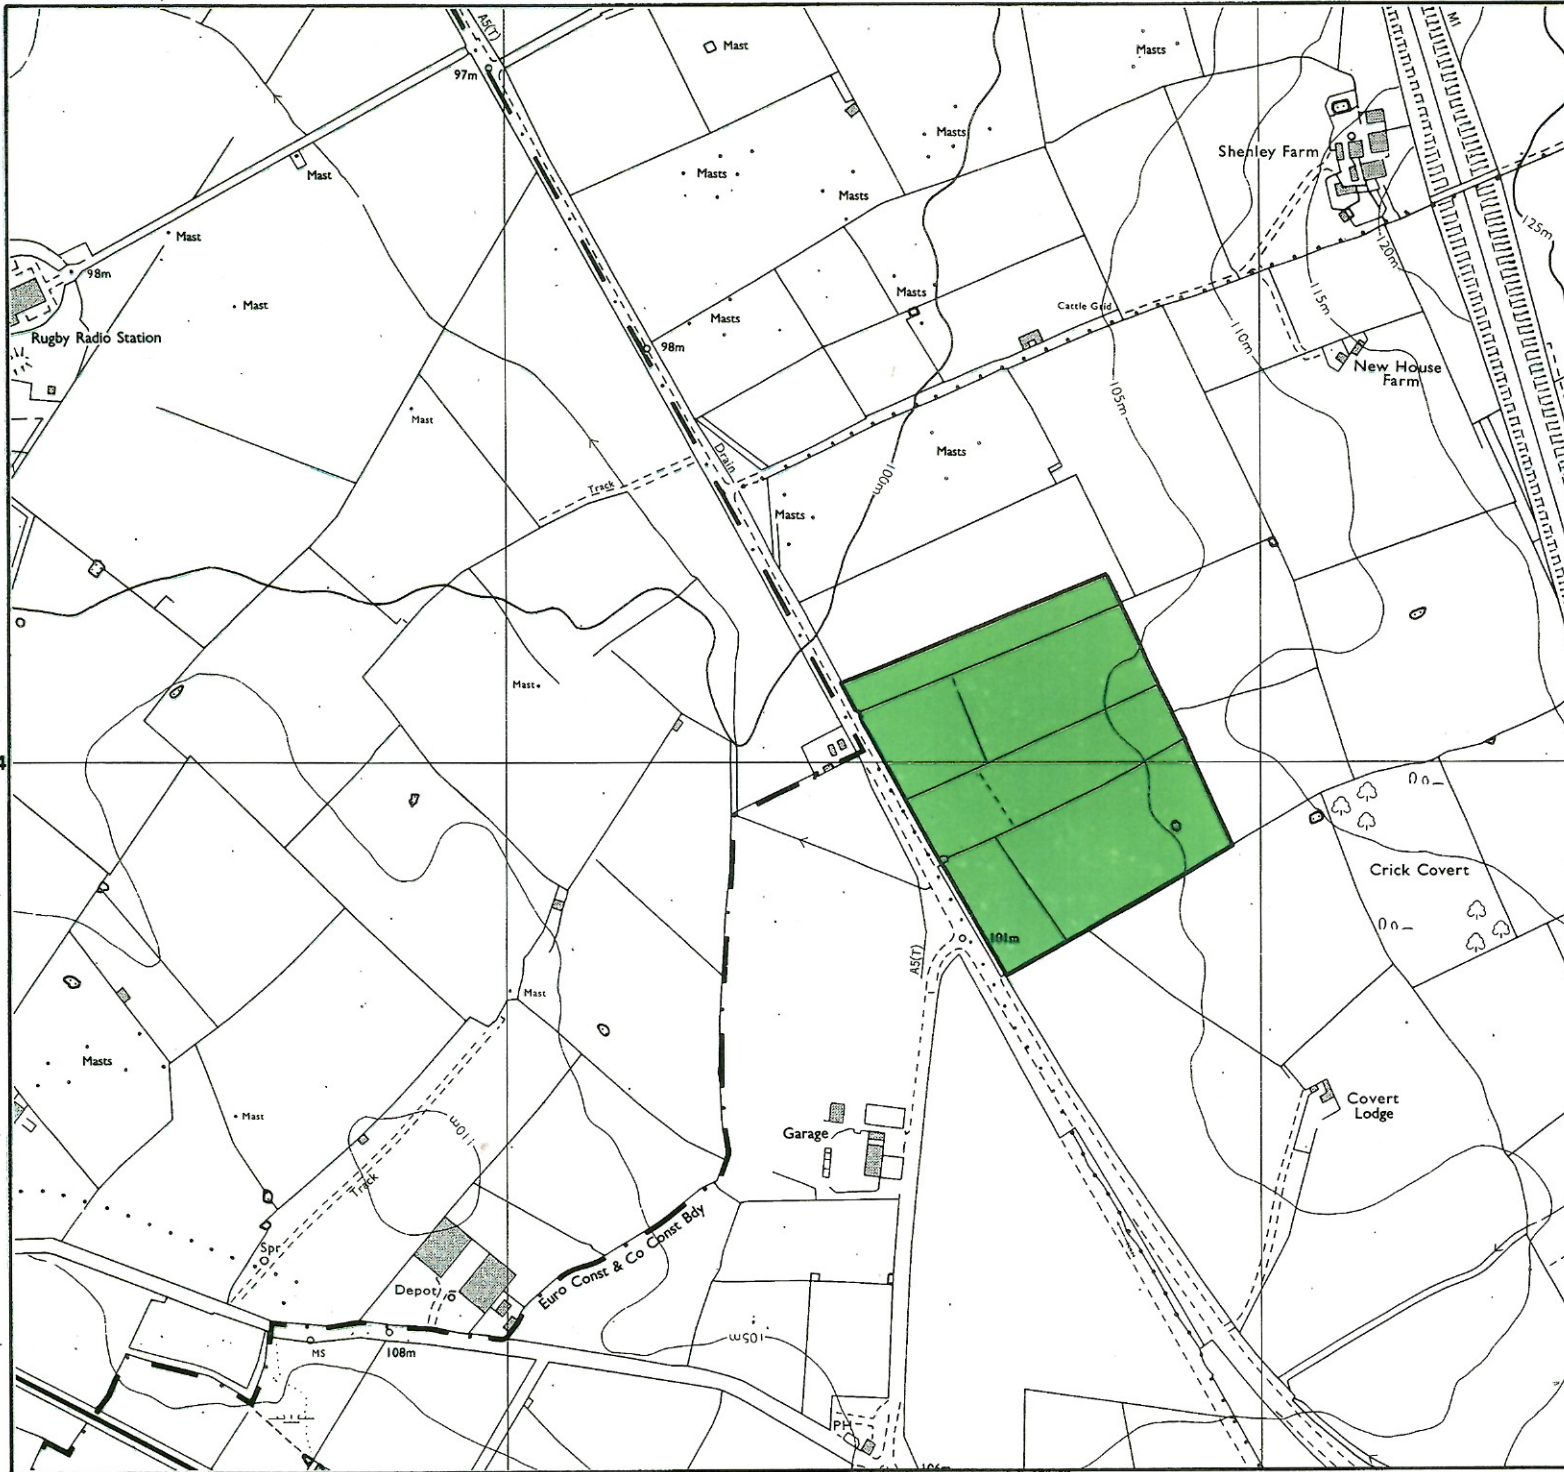 A5(T)
97m
Mast
Masts
M1
Masts
Shenley Farm
Mast
Masts
Masts
Mast
125m
120m
98m
Mast
Masts
Cattle Grid
115m
Rugby Radio Station
Masts
98m
110m
New House
Farm
105m
Mast
Drain
Masts
100m
Track
Masts
Mast
4
Crick Covert
101m
A5(T)
Mast
Masts
Mast
110m
Garage
Covert
Lodge
Track
Euro Const & Co Const Bdy
Spr
Depot
105m
MS
108m
PH
106m